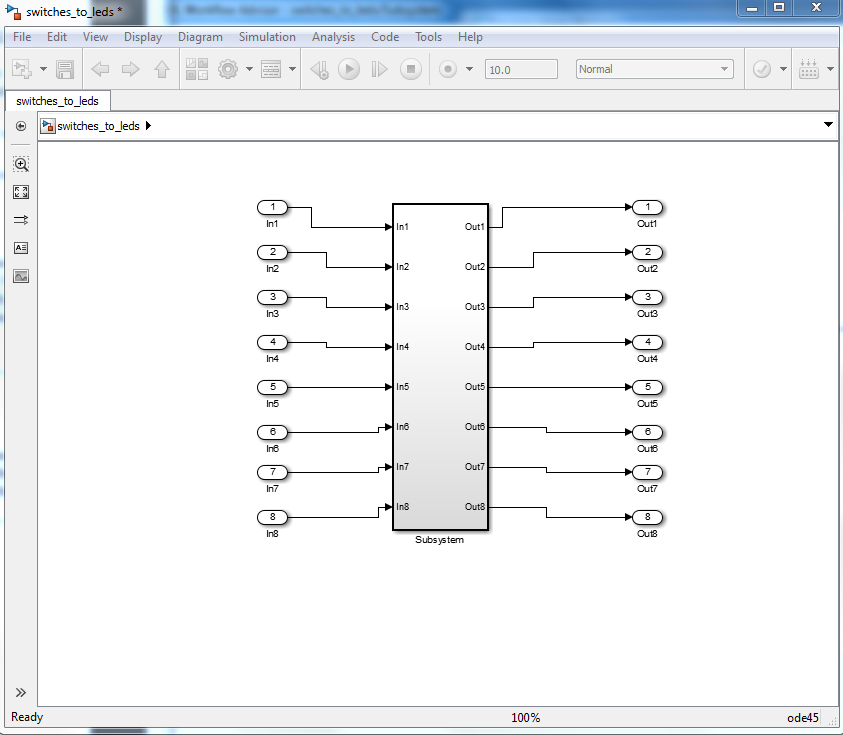 switches_to_leds *
File Edit View Display Diagram Simulation Analysis Code Tools Help
10.0 Normal
switches_to_leds
switches_to_leds
1 1
In1 In1 Out1 Out1
2 2
In2 In2 Out2 Out2
3 3
In3 In3 Out3 Out3
4 4
In4 In4 Out4 Out4
5 5
In5 In5 Out5 Out5
6 6
In6 In6 Out6 Out6
7 7
In7 In7 Out7 Out7
8 8
In8 In8 Out8 Out8
Subsystem
Ready 100% ode45